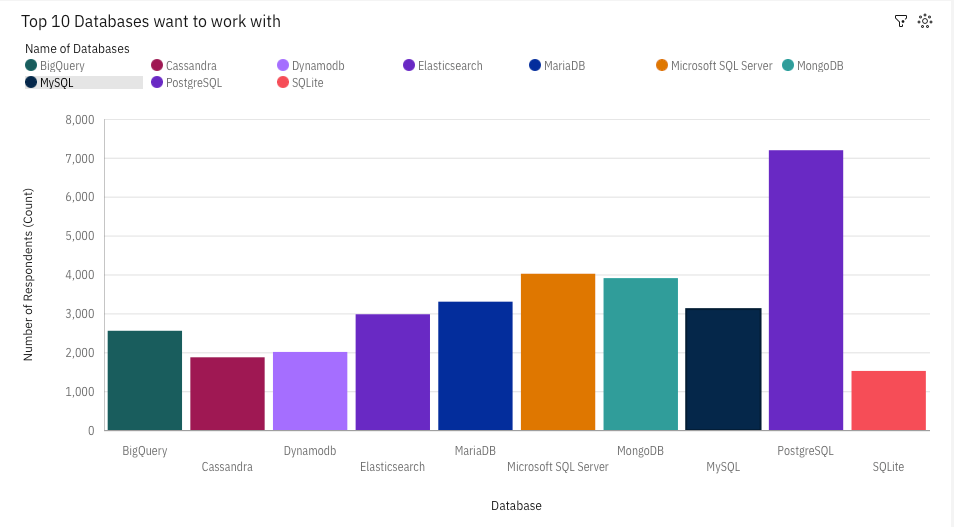 Top 10 Databases want to work with
Name of Databases
BigQuery Cassandra Dynamodb Elasticsearch MariaDB Microsoft SQL Server MongoDB
MySQL PostgreSQL SQLite
8,000
7,000
6,000
5,000
4,000
3,000
2,000
1,000
0
Number of Respondents (Count)
BigQuery Dynamodb MariaDB MongoDB PostgreSQL
Cassandra Elasticsearch Microsoft SQL Server MySQL SQLite
Database